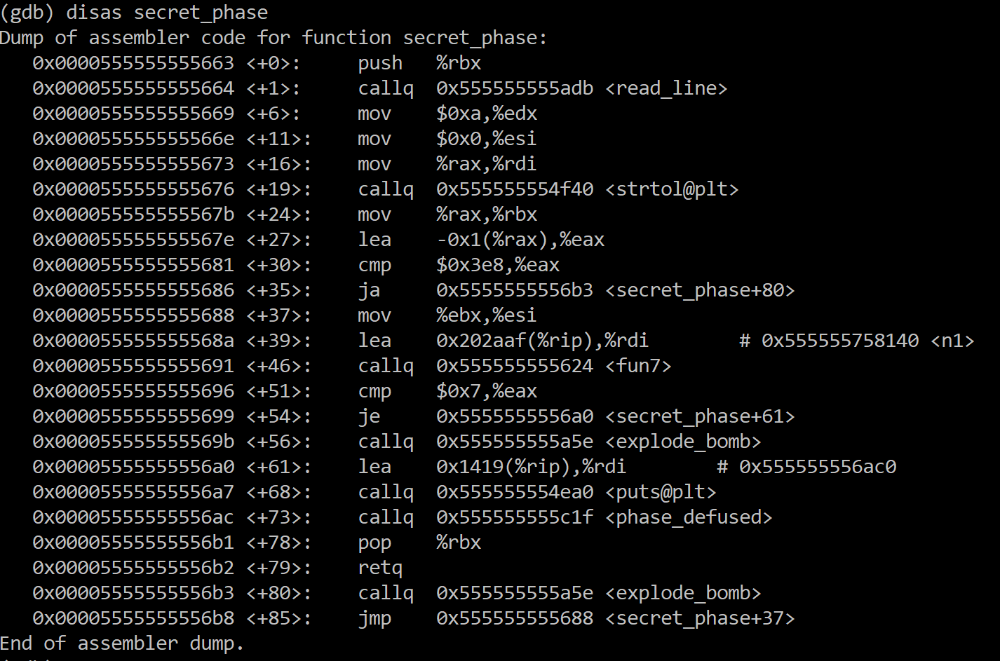 (gdb) disas secret_phase
Dump of assembler code for function secret_phase:
   0x0000555555555663 <+0>:     push   %rbx
   0x0000555555555664 <+1>:     callq  0x555555555adb <read_line>
   0x0000555555555669 <+6>:     mov    $0xa,%edx
   0x000055555555566e <+11>:    mov    $0x0,%esi
   0x0000555555555673 <+16>:    mov    %rax,%rdi
   0x0000555555555676 <+19>:    callq  0x555555554f40 <strtol@plt>
   0x000055555555567b <+24>:    mov    %rax,%rbx
   0x000055555555567e <+27>:    lea    -0x1(%rax),%eax
   0x0000555555555681 <+30>:    cmp    $0x3e8,%eax
   0x0000555555555686 <+35>:    ja     0x5555555556b3 <secret_phase+80>
   0x0000555555555688 <+37>:    mov    %ebx,%esi
   0x000055555555568a <+39>:    lea    0x202aaf(%rip),%rdi        # 0x555555758140 <n1>
   0x0000555555555691 <+46>:    callq  0x555555555624 <fun7>
   0x0000555555555696 <+51>:    cmp    $0x7,%eax
   0x0000555555555699 <+54>:    je     0x5555555556a0 <secret_phase+61>
   0x000055555555569b <+56>:    callq  0x555555555a5e <explode_bomb>
   0x00005555555556a0 <+61>:    lea    0x1419(%rip),%rdi        # 0x555555556ac0
   0x00005555555556a7 <+68>:    callq  0x555555554ea0 <puts@plt>
   0x00005555555556ac <+73>:    callq  0x555555555c1f <phase_defused>
   0x00005555555556b1 <+78>:    pop    %rbx
   0x00005555555556b2 <+79>:    retq
   0x00005555555556b3 <+80>:    callq  0x555555555a5e <explode_bomb>
   0x00005555555556b8 <+85>:    jmp    0x555555555688 <secret_phase+37>
End of assembler dump.